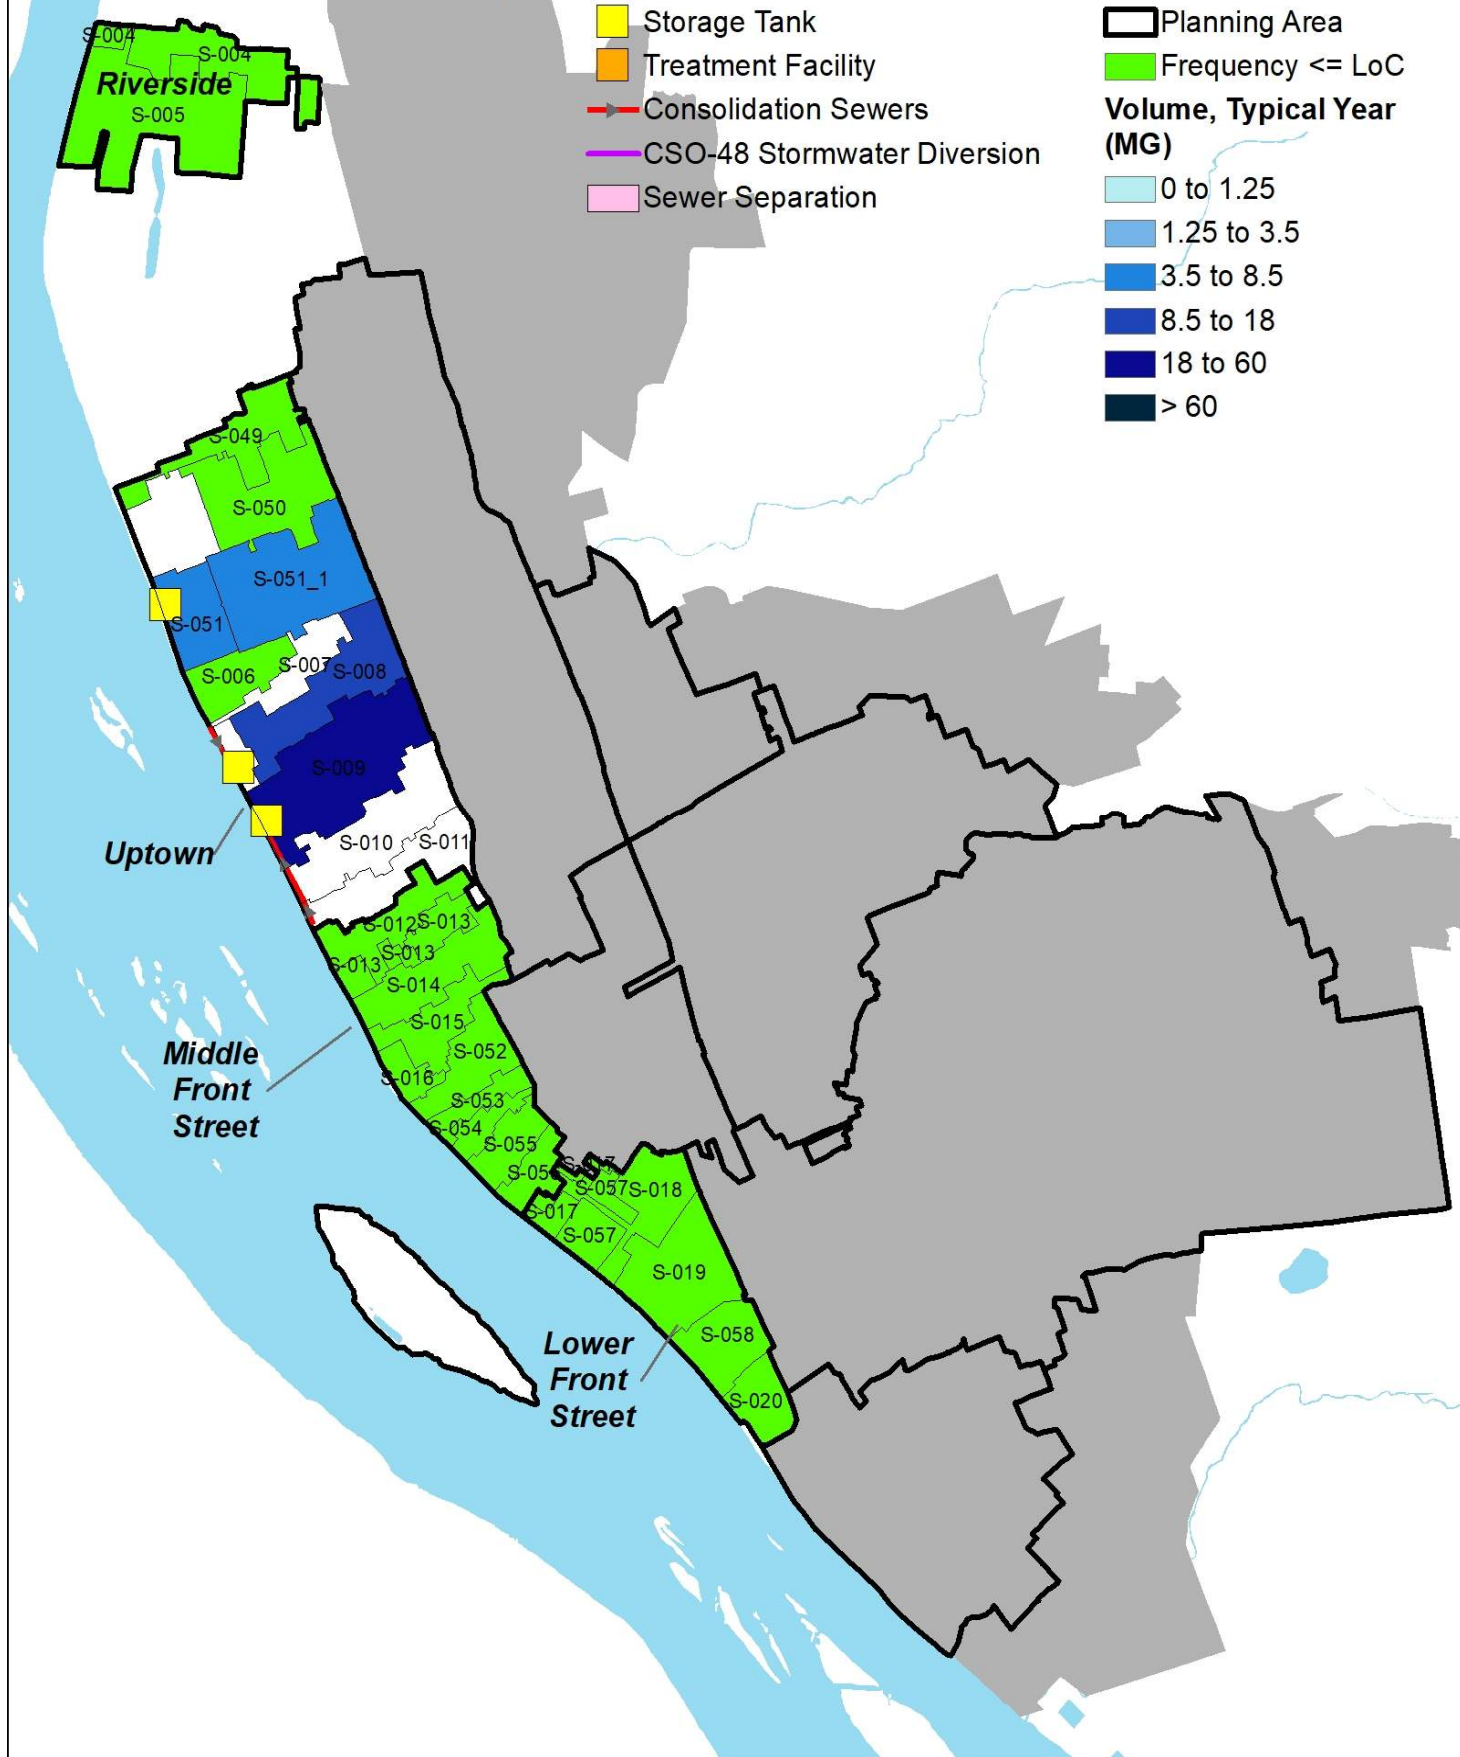 Storage Tank
Treatment Facility
Consolidation Sewers
CSO-48 Stormwater Diversion
Sewer Separation
Planning Area
Frequency <= LoC
Volume, Typical Year
(MG)
0 to 1.25
1.25 to 3.5
3.5 to 8.5
8.5 to 18
18 to 60
> 60
S-004
S-004
Riverside
S-005
S-049
S-050
S-051_1
S-051
S-006
S-007
S-008
S-009
Uptown
S-010
S-011
S-012
S-013
S-013
S-013
S-014
S-015
S-052
S-016
S-053
S-054
S-055
Middle
Front
Street
S-017
S-057
S-018
S-017
S-057
S-019
S-058
S-020
Lower
Front
Street